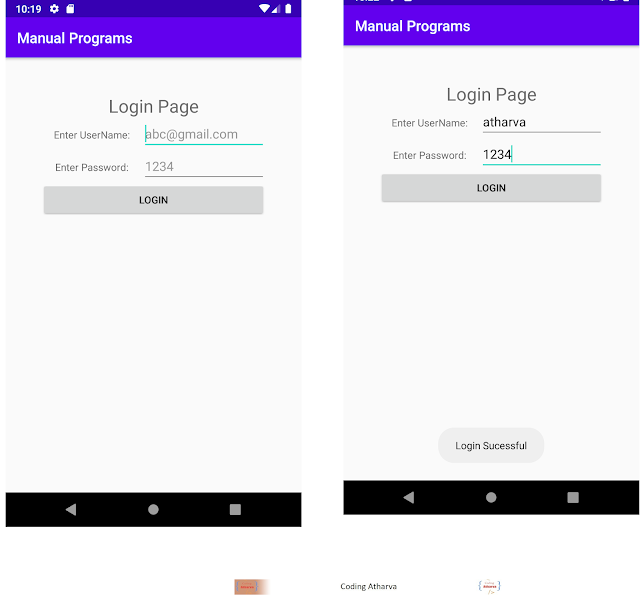 10:19
Manual Programs
Login Page
Enter UserName: abc@gmail.com
Enter Password: 1234
LOGIN
Manual Programs
Login Page
Enter UserName: atharva
Enter Password: 1234
LOGIN
Login Sucessful
Coding Atharva